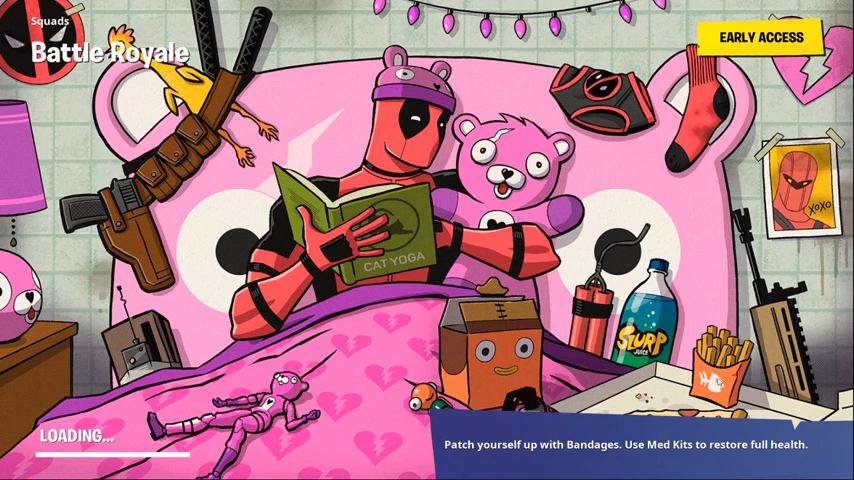 Squads
Battle Royale
EARLY ACCESS
XOXO
CAT YOGA
SLURP
JUICE
LOADING...
Patch yourself up with Bandages. Use Med Kits to restore full health.